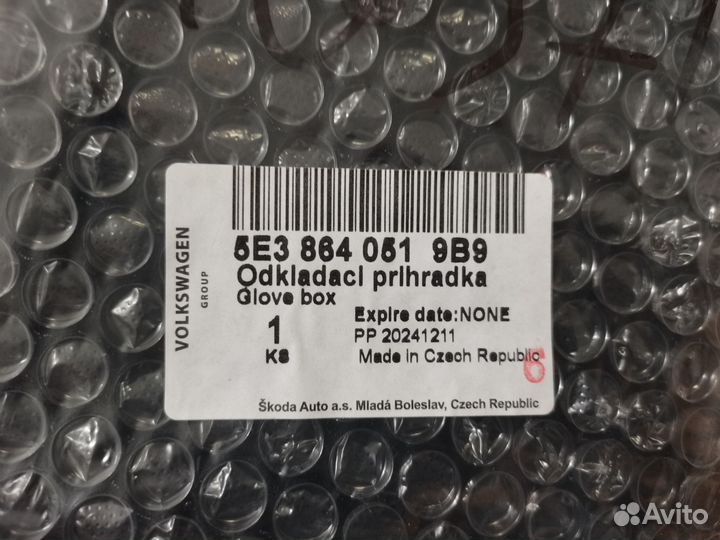 VOLKSWAGEN
GROUP
5E3 864 051 9B9
Odkladaci prihradka
Glove box
1
KS
Expire date:NONE
PP 20241211
Made in Czech Republic
6
Škoda Auto a.s. Mladá Boleslav, Czech Republic
Avito